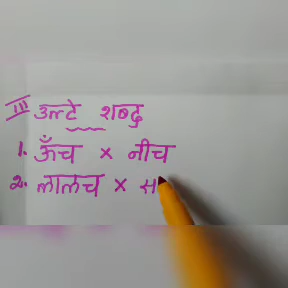 III उल्टे शब्द
1. ऊँच × नीच
2. लालच ×